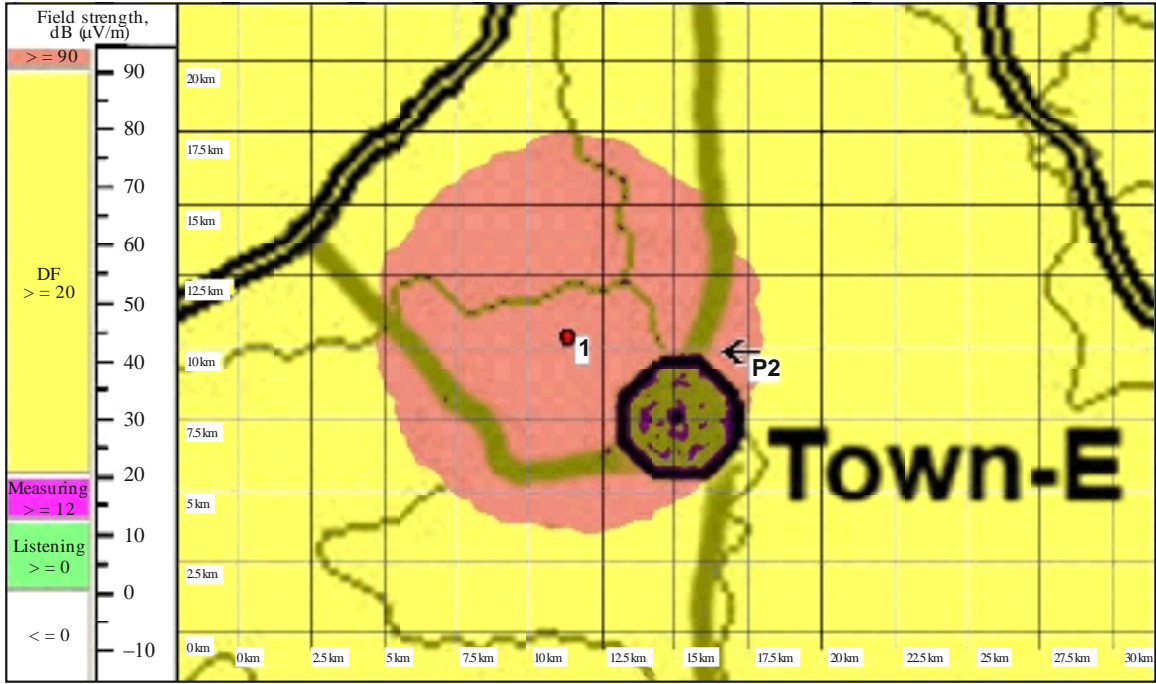 Field strength,
dB (µV/m)
> = 90
DF
> = 20
Measuring
> = 12
Listening
> = 0
< = 0
90
80
70
60
50
40
30
20
10
0
–10
20 km
17.5 km
15 km
12.5 km
10 km
7.5 km
5 km
2.5 km
0 km
1
P2
Town-E
0 km 2.5 km 5 km 7.5 km 10 km 12.5 km 15 km 17.5 km 20 km 22.5 km 25 km 27.5 km 30 km